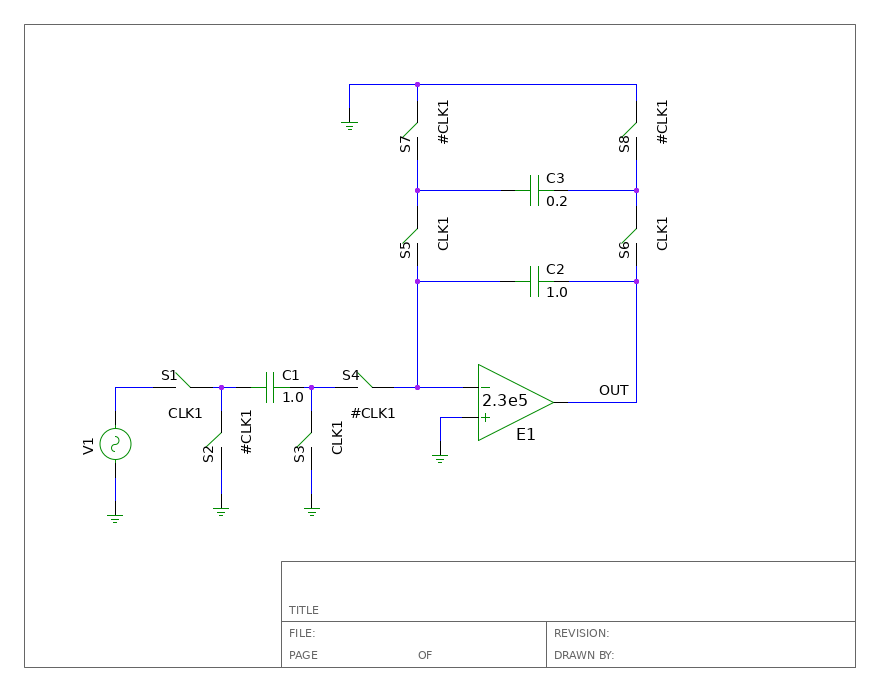 #CLK1
#CLK1
S7
S8
C3
0.2
CLK1
CLK1
S5
S6
C2
1.0
S1
C1
S4
1.0
CLK1
#CLK1
OUT
2.3e5
E1
V1
S2
#CLK1
S3
CLK1
TITLE
FILE:
REVISION:
PAGE OF
DRAWN BY: